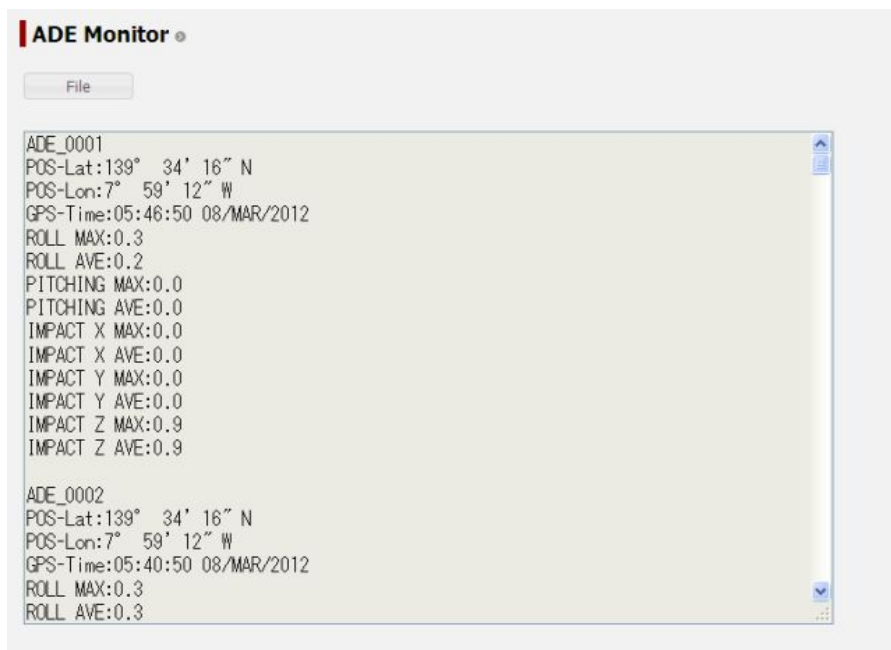 ADE Monitor
File
ADE_0001
POS-Lat:139° 34' 16" N
POS-Lon:7° 59' 12" W
GPS-Time:05:46:50 08/MAR/2012
ROLL MAX:0.3
ROLL AVE:0.2
PITCHING MAX:0.0
PITCHING AVE:0.0
IMPACT X MAX:0.0
IMPACT X AVE:0.0
IMPACT Y MAX:0.0
IMPACT Y AVE:0.0
IMPACT Z MAX:0.9
IMPACT Z AVE:0.9
ADE_0002
POS-Lat:139° 34' 16" N
POS-Lon:7° 59' 12" W
GPS-Time:05:40:50 08/MAR/2012
ROLL MAX:0.3
ROLL AVE:0.3